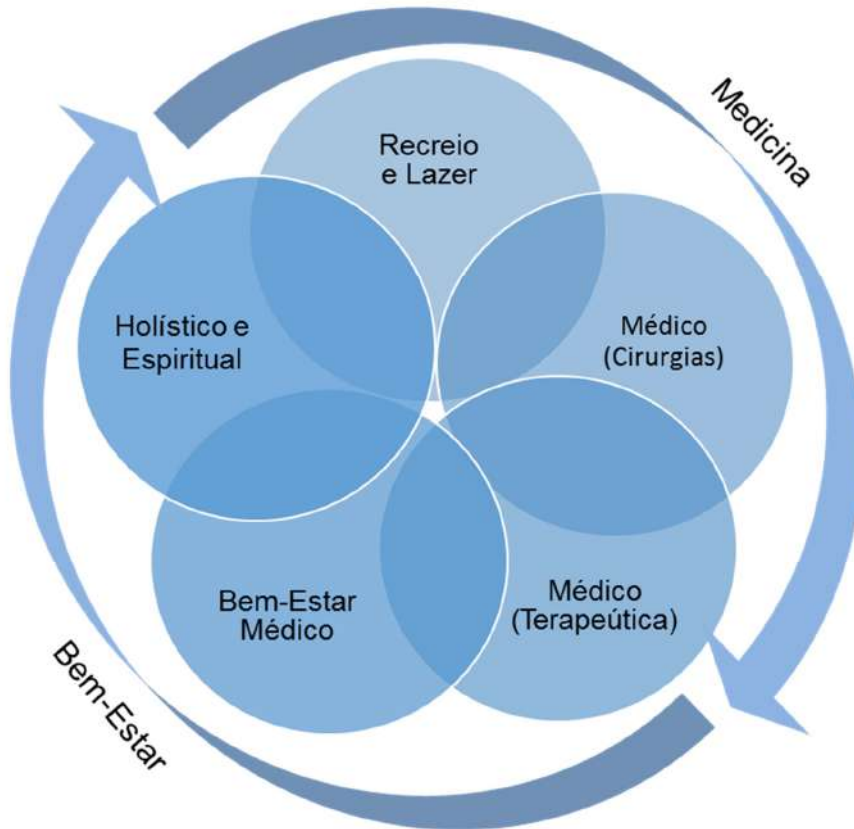 Medicina
Recreio
e Lazer
Médico
(Cirurgias)
Holístico e
Espiritual
Médico
(Terapeútica)
Bem-Estar
Médico
Bem-Estar